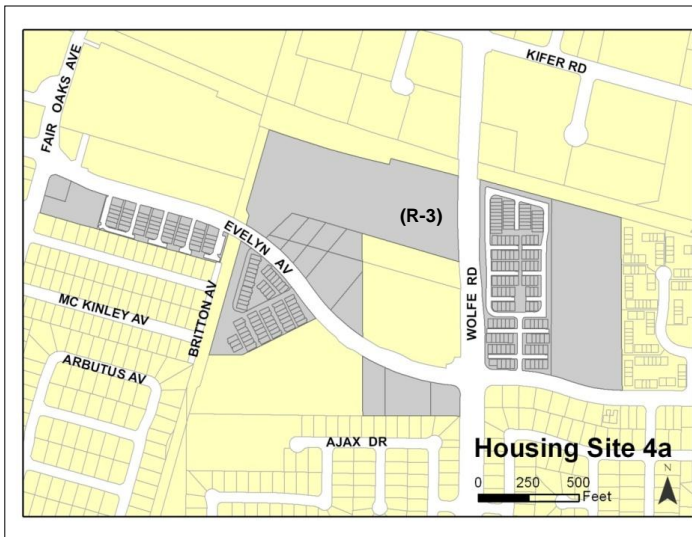 KIFER RD
FAIR OAKS AVE
(R-3)
EVELYN AV
WOLFE RD
MC KINLEY AV
BRITTON AV
ARBUTUS AV
AJAX DR
Housing Site 4a
N
0 250 500
Feet